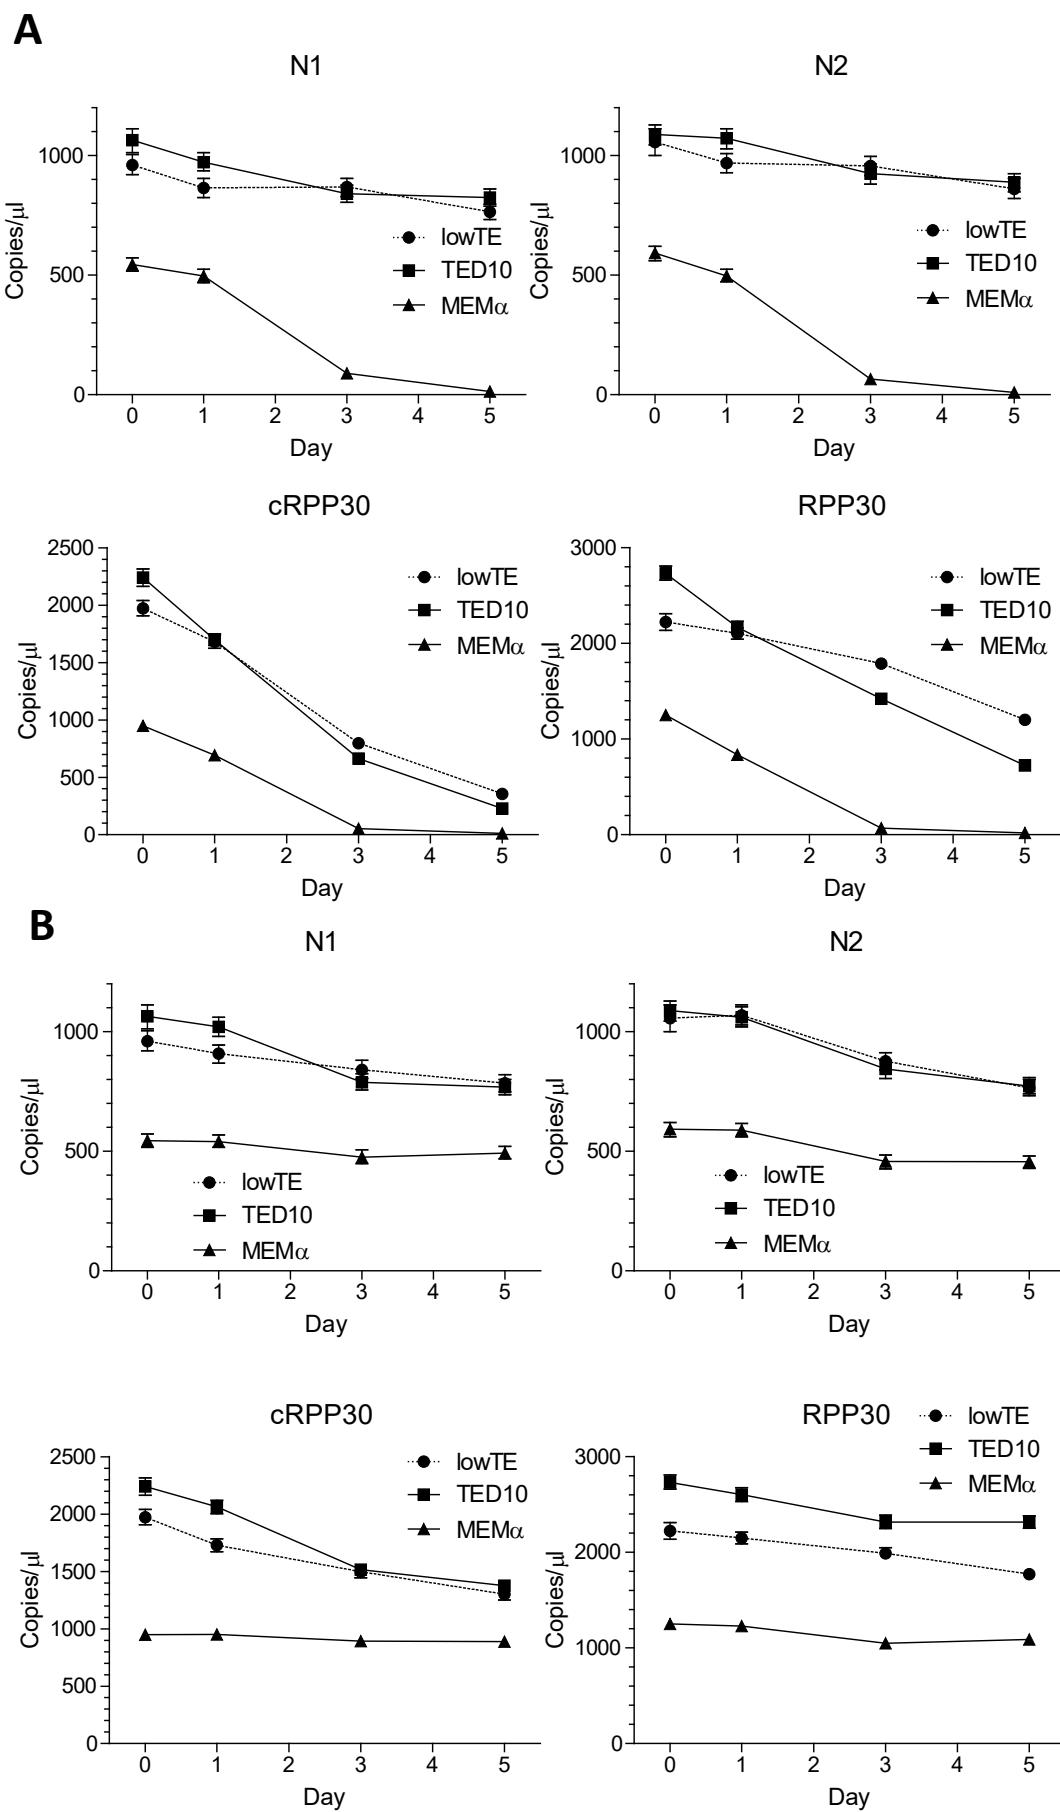 A
N1
1000
500
0
Copies/μl
lowTE
TED10
MEMα
0 1 2 3 4 5
Day
N2
1000
500
0
Copies/μl
lowTE
TED10
MEMα
0 1 2 3 4 5
Day
cRPP30
2500
2000
1500
1000
500
0
Copies/μl
lowTE
TED10
MEMα
0 1 2 3 4 5
Day
RPP30
3000
2000
1000
0
Copies/μl
lowTE
TED10
MEMα
0 1 2 3 4 5
Day
B
N1
1000
500
0
Copies/μl
lowTE
TED10
MEMα
0 1 2 3 4 5
Day
N2
1000
500
0
Copies/μl
lowTE
TED10
MEMα
0 1 2 3 4 5
Day
cRPP30
2500
2000
1500
1000
500
0
Copies/μl
lowTE
TED10
MEMα
0 1 2 3 4 5
Day
RPP30
3000
2000
1000
0
Copies/μl
lowTE
TED10
MEMα
0 1 2 3 4 5
Day